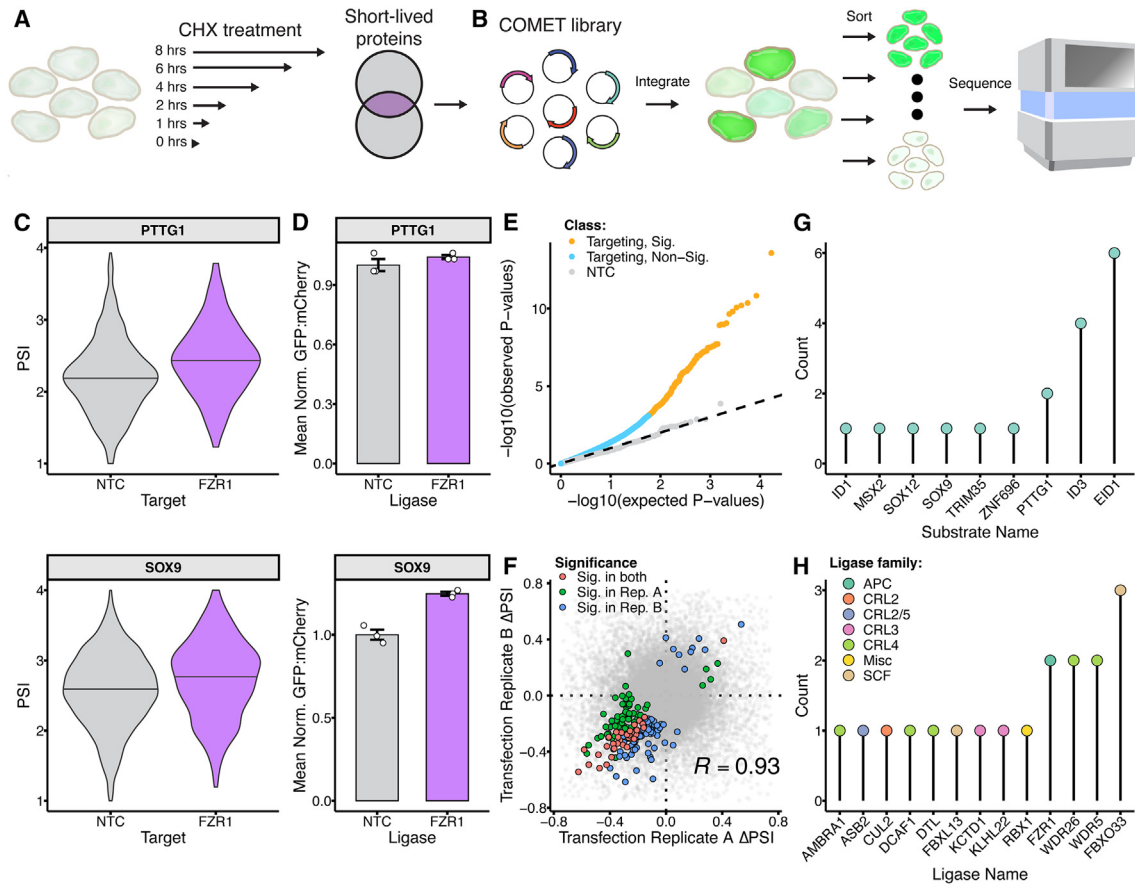 A
CHX treatment
8 hrs
6 hrs
4 hrs
2 hrs
1 hrs
0 hrs
Short-lived
proteins
B
COMET library
Integrate
Sort
Sequence
C
PTTG1
PSI
4
3
2
1
NTC
FZR1
Target
SOX9
PSI
4
3
2
1
NTC
FZR1
Target
D
PTTG1
Mean Norm. GFP:mCherry
0.9
0.6
0.3
0.0
NTC
FZR1
Ligase
SOX9
Mean Norm. GFP:mCherry
1.0
0.5
0.0
NTC
FZR1
Ligase
E
Class:
Targeting, Sig.
Targeting, Non-Sig.
NTC
−log10(observed P-values)
10
5
0
0
1
2
3
4
−log10(expected P-values)
F
Significance
Sig. in both
Sig. in Rep. A
Sig. in Rep. B
Transfection Replicate B ΔPSI
0.8
0.4
0.0
−0.4
−0.8
R = 0.93
−0.8
−0.4
0.0
0.4
0.8
Transfection Replicate A ΔPSI
G
Count
6
4
2
0
ID1
MSX2
SOX12
SOX9
TRIM35
ZNF696
PTTG1
ID3
EID1
Substrate Name
H
Ligase family:
APC
CRL2
CRL2/5
CRL3
CRL4
Misc
SCF
Count
3
2
1
0
AMBRA1
ASB2
CUL2
DCAF1
DTL
FBXL13
KCTD1
KLHL22
RBX1
FZR1
WDR26
WDR5
FBXO33
Ligase Name